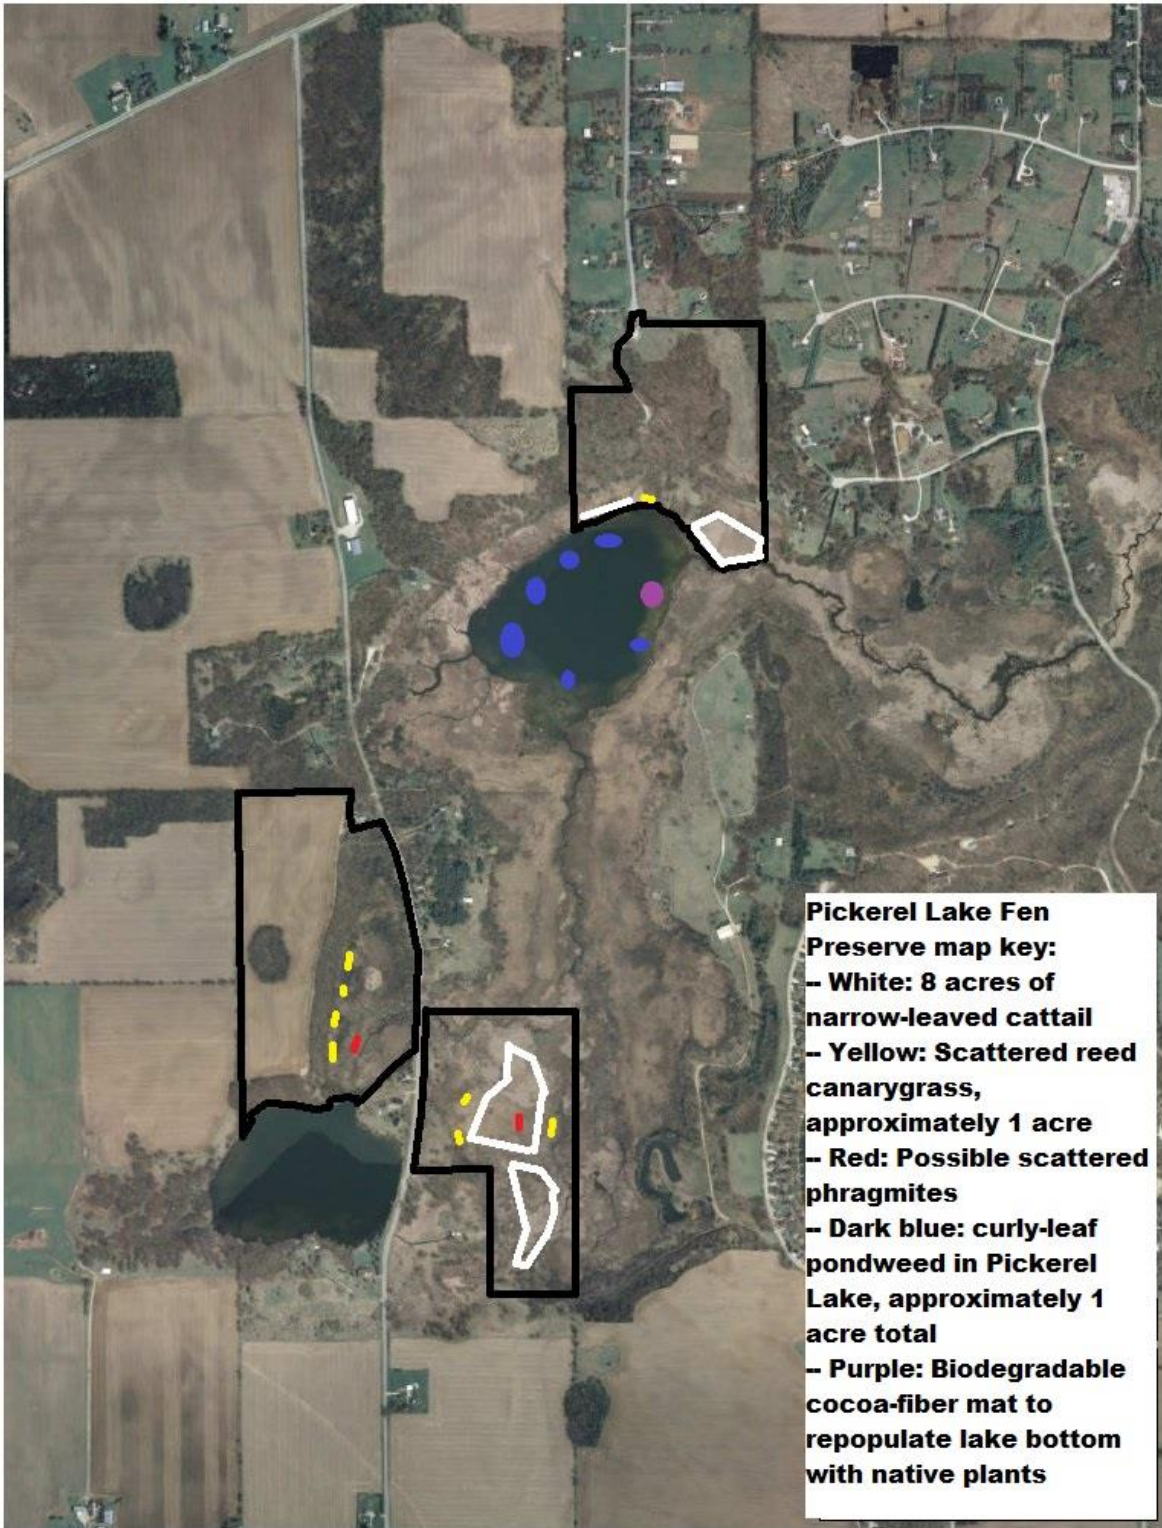 Pickerel Lake Fen
Preserve map key:
-- White: 8 acres of
narrow-leaved cattail
-- Yellow: Scattered reed
canarygrass,
approximately 1 acre
-- Red: Possible scattered
phragmites
-- Dark blue: curly-leaf
pondweed in Pickerel
Lake, approximately 1
acre total
-- Purple: Biodegradable
cocoa-fiber mat to
repopulate lake bottom
with native plants